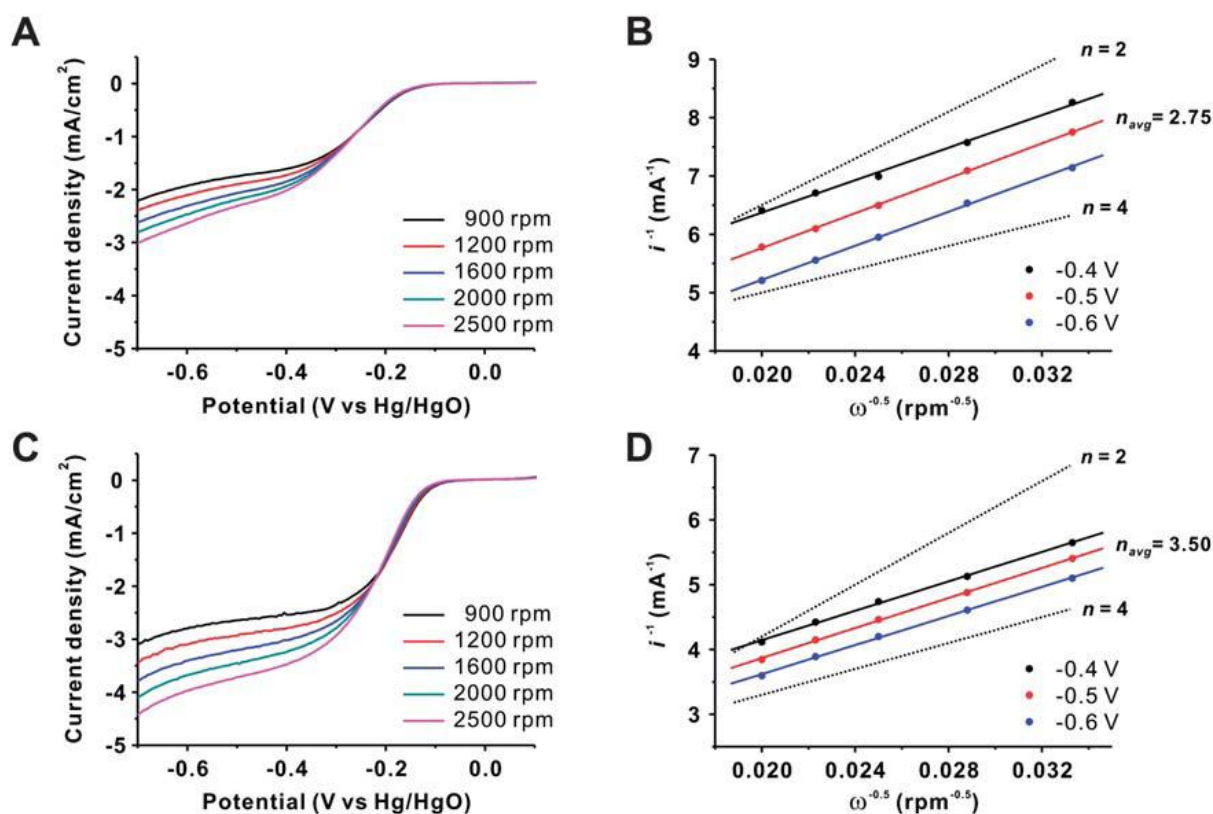 A
Current density (mA/cm²)
0
-1
-2
-3
-4
-5
900 rpm
1200 rpm
1600 rpm
2000 rpm
2500 rpm
-0.6
-0.4
-0.2
0.0
Potential (V vs Hg/HgO)
B
i⁻¹ (mA⁻¹)
9
8
7
6
5
4
n = 2
n_avg = 2.75
n = 4
-0.4 V
-0.5 V
-0.6 V
0.020
0.024
0.028
0.032
ω⁻⁰·⁵ (rpm⁻⁰·⁵)
C
Current density (mA/cm²)
0
-1
-2
-3
-4
-5
900 rpm
1200 rpm
1600 rpm
2000 rpm
2500 rpm
-0.6
-0.4
-0.2
0.0
Potential (V vs Hg/HgO)
D
i⁻¹ (mA⁻¹)
7
6
5
4
3
n = 2
n_avg = 3.50
n = 4
-0.4 V
-0.5 V
-0.6 V
0.020
0.024
0.028
0.032
ω⁻⁰·⁵ (rpm⁻⁰·⁵)